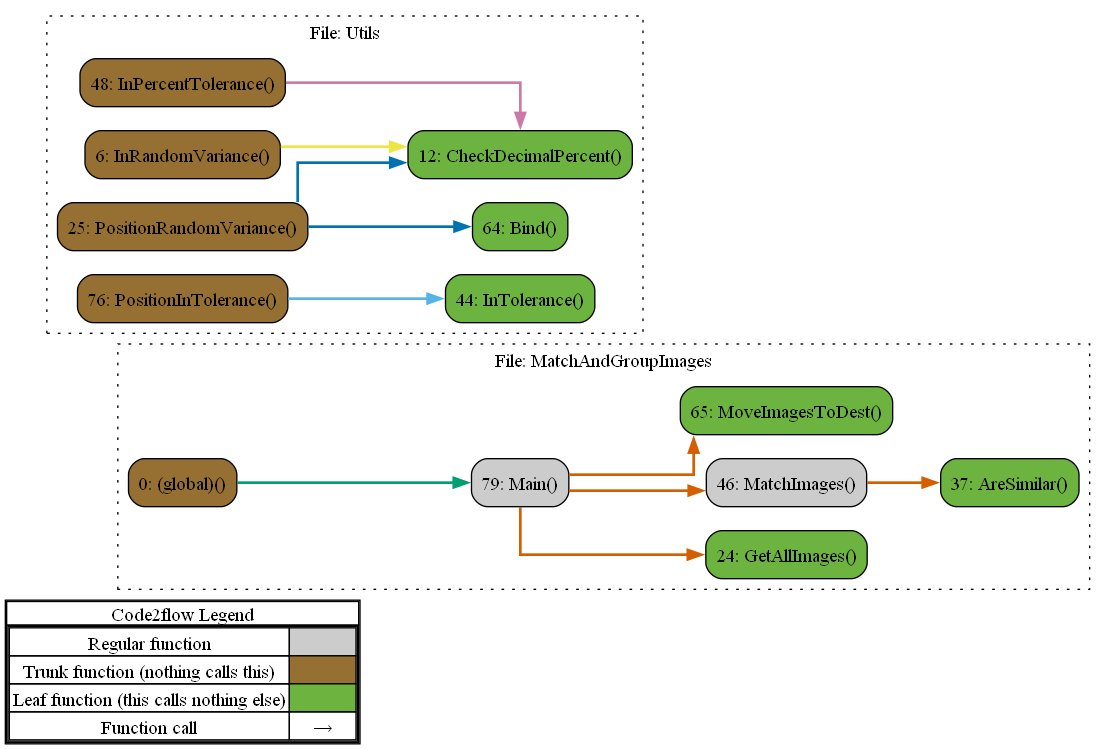 File: Utils
48: InPercentTolerance()
6: InRandomVariance()
12: CheckDecimalPercent()
25: PositionRandomVariance()
64: Bind()
76: PositionInTolerance()
44: InTolerance()
File: MatchAndGroupImages
65: MoveImagesToDest()
0: (global)()
79: Main()
46: MatchImages()
37: AreSimilar()
24: GetAllImages()
Code2flow Legend
Regular function
Trunk function (nothing calls this)
Leaf function (this calls nothing else)
Function call →